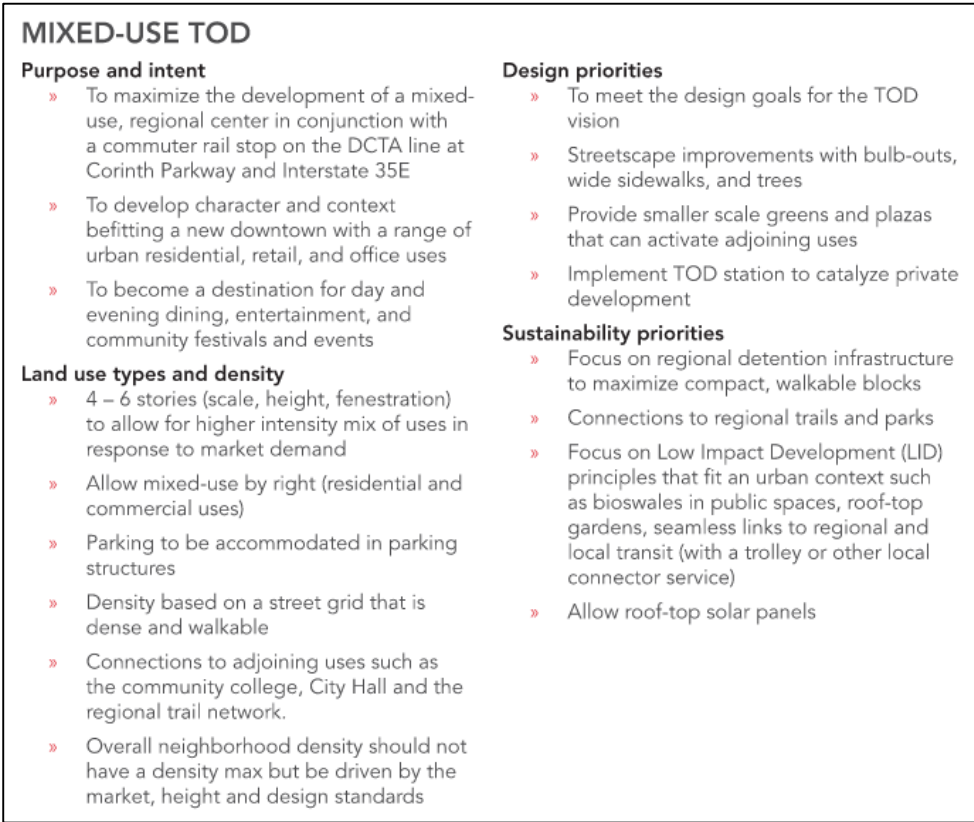 MIXED-USE TOD
Purpose and intent
» To maximize the development of a mixed-
use, regional center in conjunction with
a commuter rail stop on the DCTA line at
Corinth Parkway and Interstate 35E
» To develop character and context
befitting a new downtown with a range of
urban residential, retail, and office uses
» To become a destination for day and
evening dining, entertainment, and
community festivals and events
Land use types and density
» 4 – 6 stories (scale, height, fenestration)
to allow for higher intensity mix of uses in
response to market demand
» Allow mixed-use by right (residential and
commercial uses)
» Parking to be accommodated in parking
structures
» Density based on a street grid that is
dense and walkable
» Connections to adjoining uses such as
the community college, City Hall and the
regional trail network.
» Overall neighborhood density should not
have a density max but be driven by the
market, height and design standards
Design priorities
» To meet the design goals for the TOD
vision
» Streetscape improvements with bulb-outs,
wide sidewalks, and trees
» Provide smaller scale greens and plazas
that can activate adjoining uses
» Implement TOD station to catalyze private
development
Sustainability priorities
» Focus on regional detention infrastructure
to maximize compact, walkable blocks
» Connections to regional trails and parks
» Focus on Low Impact Development (LID)
principles that fit an urban context such
as bioswales in public spaces, roof-top
gardens, seamless links to regional and
local transit (with a trolley or other local
connector service)
» Allow roof-top solar panels